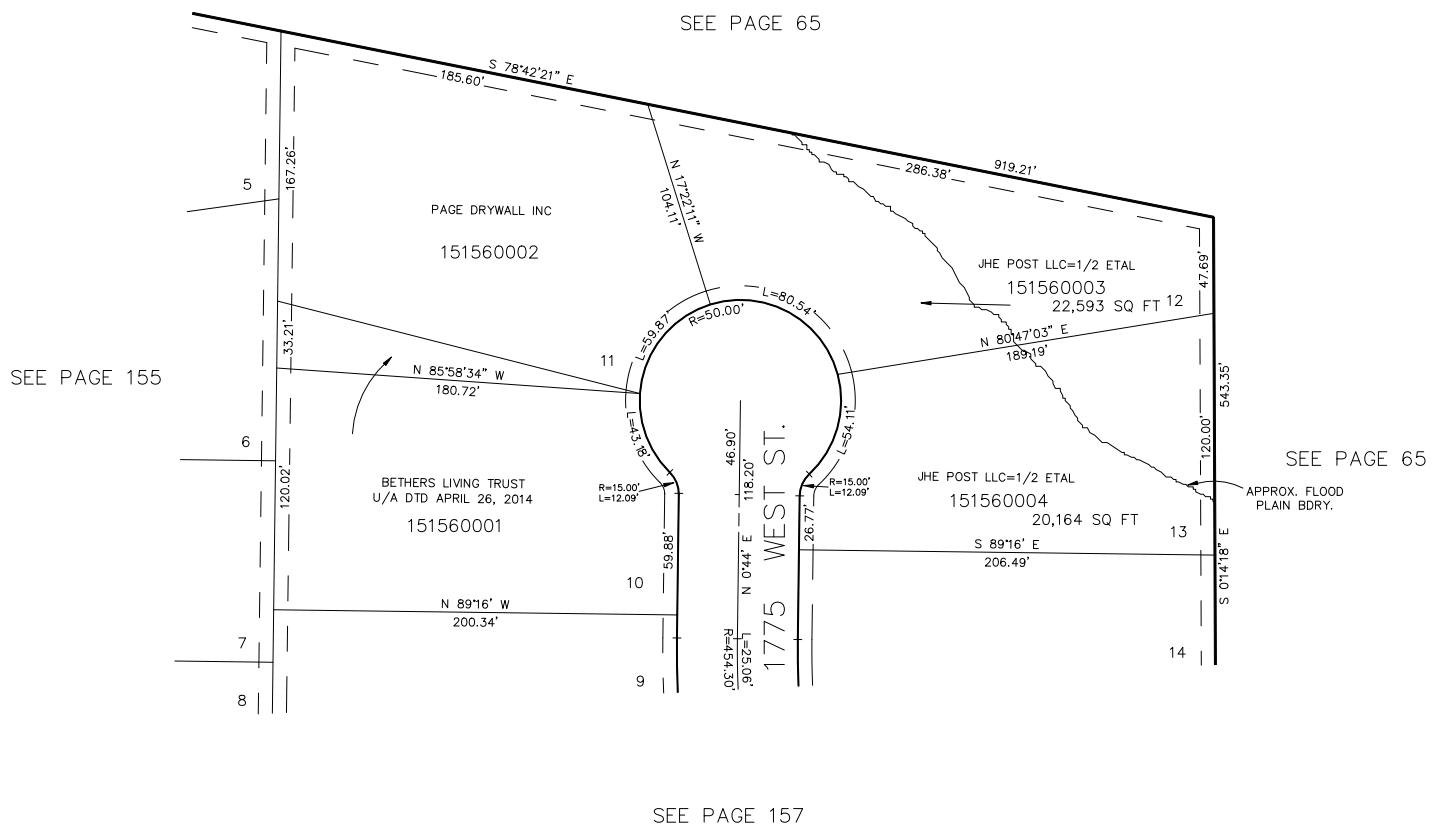 SEE PAGE 65
S 78°42'21" E
185.60'
919.21'
286.38'
5
167.26'
N 17°22'11" W
104.11'
PAGE DRYWALL INC
151560002
JHE POST LLC=1/2 ETAL
151560003
22,593 SQ FT
12
47.69'
L=80.54'
R=50.00'
L=59.87'
33.21'
11
N 80°47'03" E
189.19'
SEE PAGE 155
N 85°58'34" W
180.72'
543.35'
L=43.18'
46.90'
L=54.11'
120.00'
6
SEE PAGE 65
120.02'
BETHERS LIVING TRUST
U/A DTD APRIL 26, 2014
151560001
R=15.00'
L=12.09'
118.20'
R=15.00'
L=12.09'
JHE POST LLC=1/2 ETAL
151560004
20,164 SQ FT
APPROX. FLOOD
PLAIN BDRY.
13
26.77'
59.88'
N 0°44' E
1775 WEST ST.
S 89°16' E
206.49'
S 0°14'18" E
10
N 89°16' W
200.34'
7
R=454.30'
L=25.06'
14
9
8
SEE PAGE 157